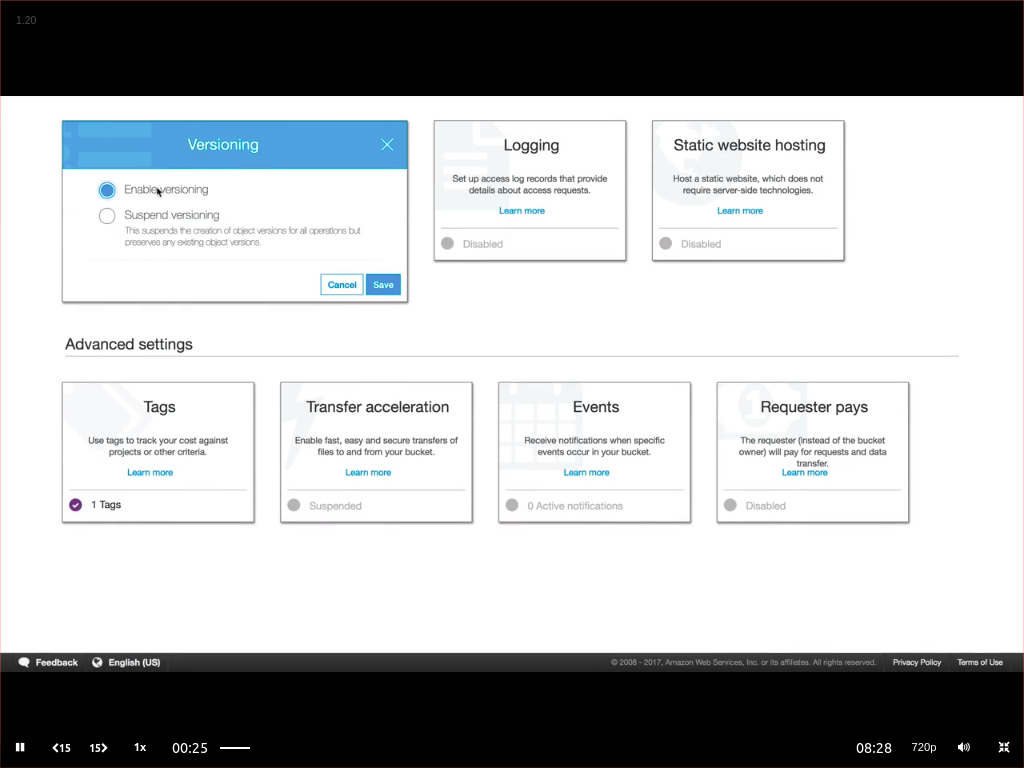 1.20
Versioning
Enable versioning
Suspend versioning
This suspends the creation of object versions for all operations but
preserves any existing object versions.
Cancel
Save
Logging
Set up access log records that provide
details about access requests.
Learn more
Disabled
Static website hosting
Host a static website, which does not
require server-side technologies.
Learn more
Disabled
Advanced settings
Tags
Use tags to track your cost against
projects or other criteria.
Learn more
1 Tags
Transfer acceleration
Enable fast, easy and secure transfers of
files to and from your bucket.
Learn more
Suspended
Events
Receive notifications when specific
events occur in your bucket.
Learn more
0 Active notifications
Requester pays
The requester (instead of the bucket
owner) will pay for requests and data
transfer.
Learn more
Disabled
Feedback
English (US)
© 2008 - 2017, Amazon Web Services, Inc. or its affiliates. All rights reserved.
Privacy Policy
Terms of Use
15
15
1x
00:25
08:28
720p